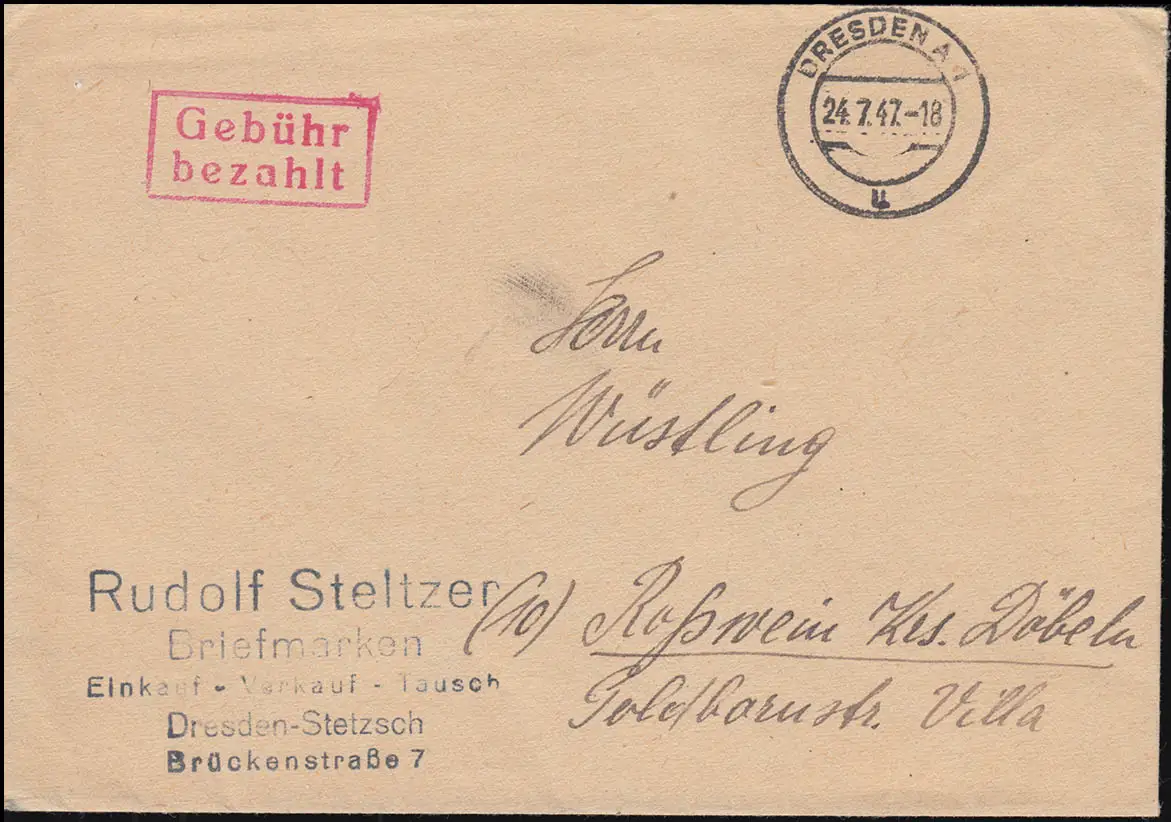 Gebühr
bezahlt
DRESDEN A 1
24.7.47.-18
u
Herrn
Wüstling
(10) Roßwein Krs. Döbeln
Goldbornstr. Villa
Rudolf Steltzer
Briefmarken
Einkauf - Verkauf - Tausch
Dresden-Stetzsch
Brückenstraße 7